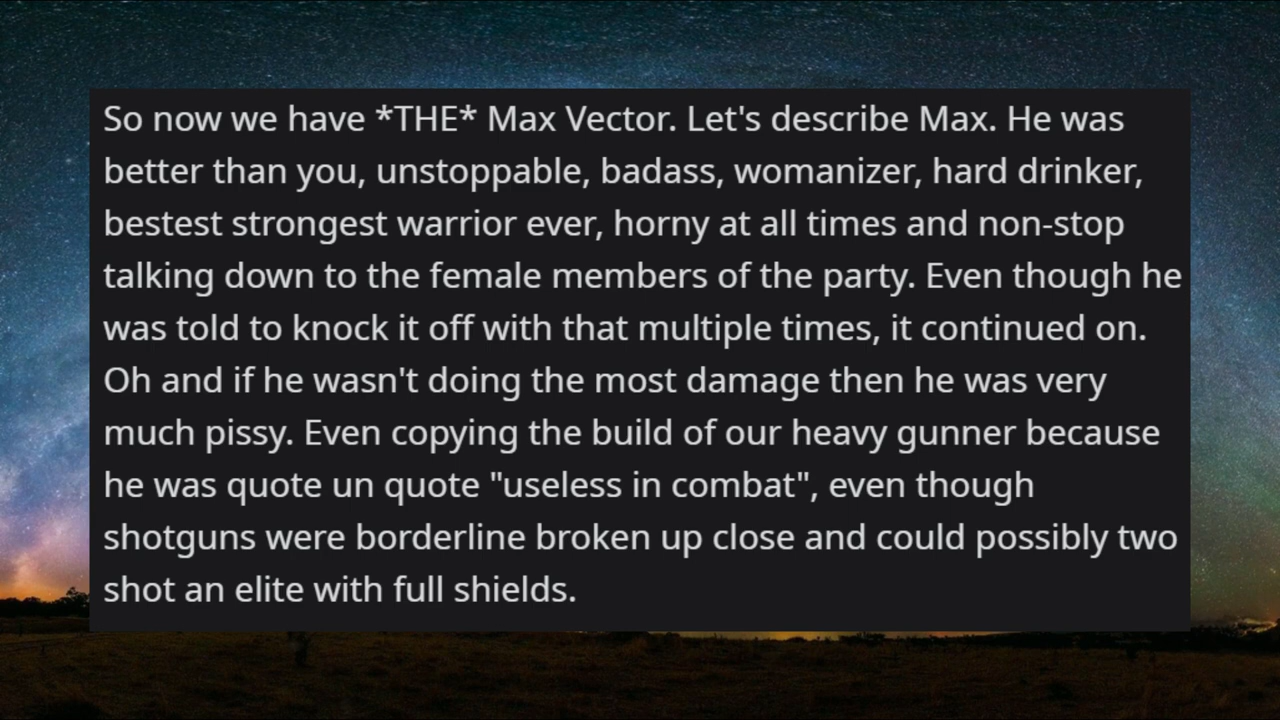 So now we have *THE* Max Vector. Let's describe Max. He was
better than you, unstoppable, badass, womanizer, hard drinker,
bestest strongest warrior ever, horny at all times and non-stop
talking down to the female members of the party. Even though he
was told to knock it off with that multiple times, it continued on.
Oh and if he wasn't doing the most damage then he was very
much pissy. Even copying the build of our heavy gunner because
he was quote un quote "useless in combat", even though
shotguns were borderline broken up close and could possibly two
shot an elite with full shields.